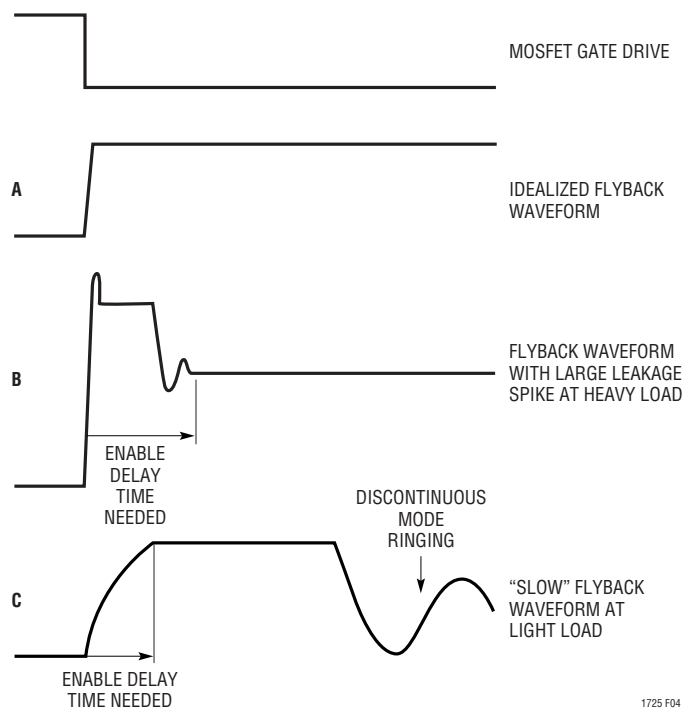 MOSFET GATE DRIVE
A
IDEALIZED FLYBACK
WAVEFORM
B
FLYBACK WAVEFORM
WITH LARGE LEAKAGE
SPIKE AT HEAVY LOAD
ENABLE
DELAY
TIME
NEEDED
DISCONTINUOUS
MODE
RINGING
C
“SLOW” FLYBACK
WAVEFORM AT
LIGHT LOAD
ENABLE DELAY
TIME NEEDED
1725 F04